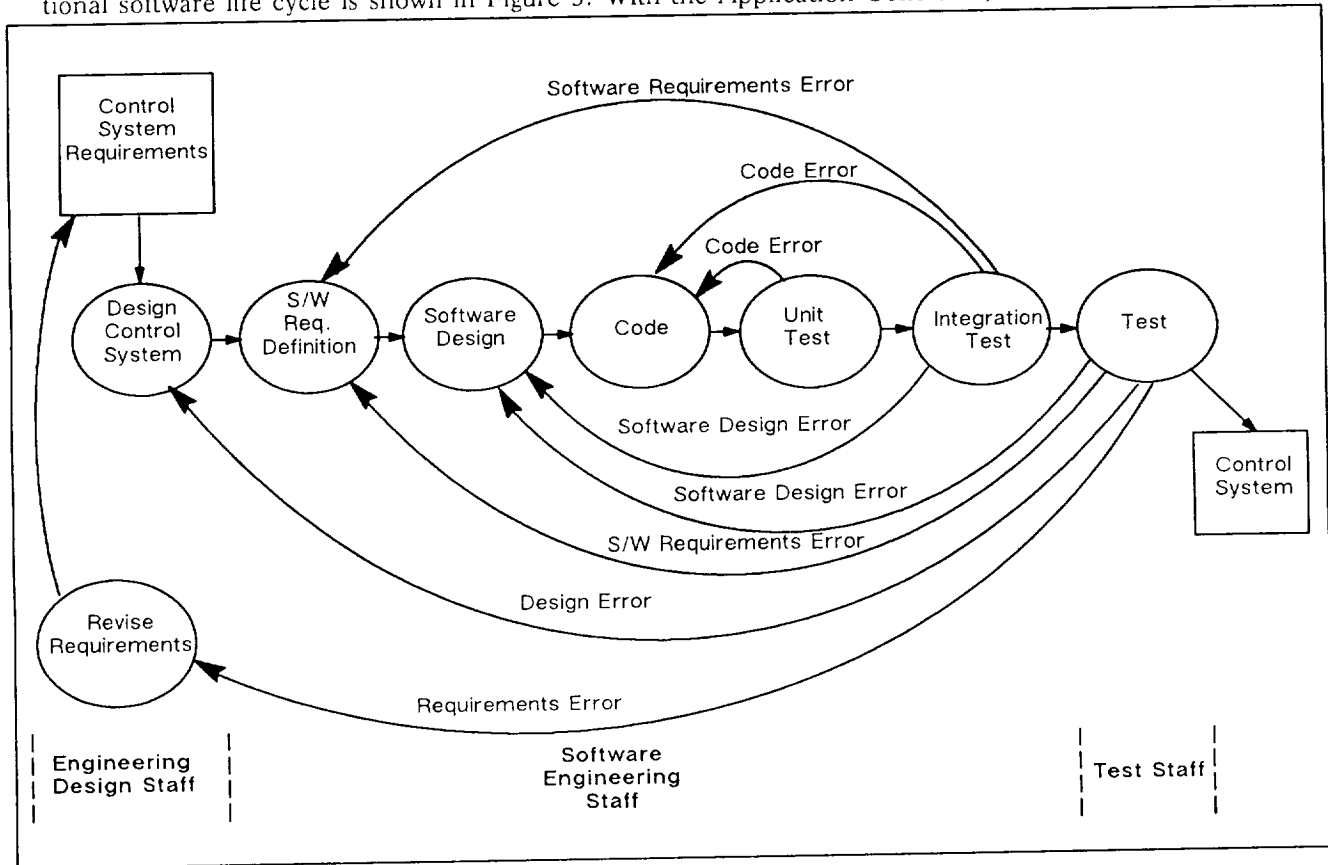 tional software life cycle is shown in Figure 3. With the Application
Software Requirements Error
Control
System
Requirements
Code Error
Code Error
Design
Control
System
S/W
Req.
Definition
Software
Design
Code
Unit
Test
Integration
Test
Test
Software Design Error
Control
System
Software Design Error
S/W Requirements Error
Design Error
Revise
Requirements
Requirements Error
Engineering
Design Staff
Software
Engineering
Staff
Test Staff